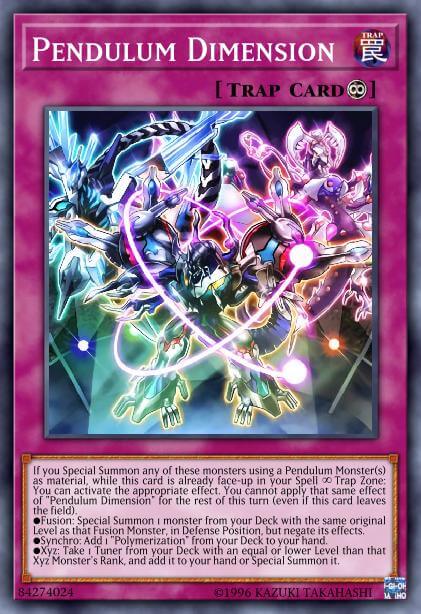 PENDULUM DIMENSION
TRAP
罠
[TRAP CARD♾]
If you Special Summon any of these monsters using a Pendulum Monster(s)
as material, while this card is already face-up in your Spell ∞ Trap Zone:
You can activate the appropriate effect. You cannot apply that same effect
of "Pendulum Dimension" for the rest of this turn (even if this card leaves
the field).
●Fusion: Special Summon 1 monster from your Deck with the same original
Level as that Fusion Monster, in Defense Position, but negate its effects.
●Synchro: Add 1 "Polymerization" from your Deck to your hand.
●Xyz: Take 1 Tuner from your Deck with an equal or lower Level than that
Xyz Monster's Rank, and add it to your hand or Special Summon it.
84274024
©1996 KAZUKI TAKAHASHI